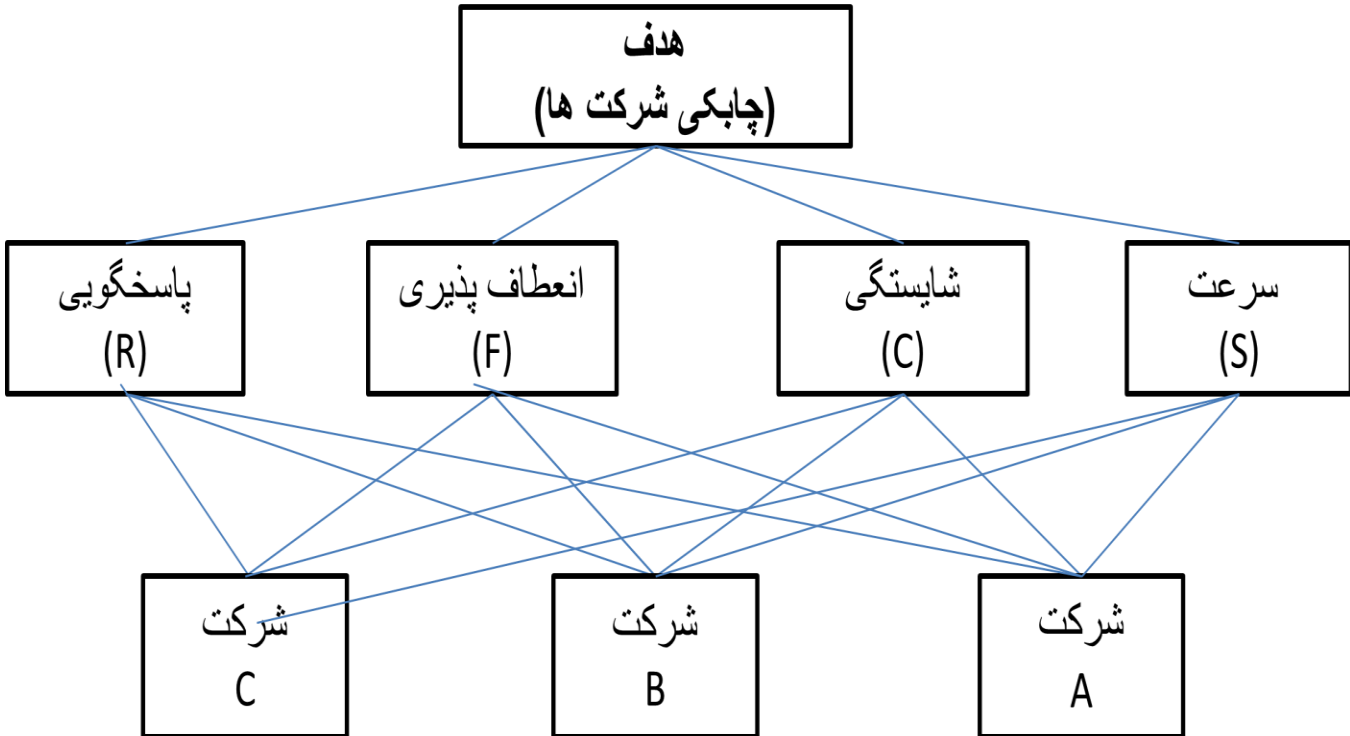 هدف
(چابکی شرکت ها)
سرعت
(S)
شایستگی
(C)
انعطاف پذیری
(F)
پاسخگویی
(R)
شرکت
A
شرکت
B
شرکت
C